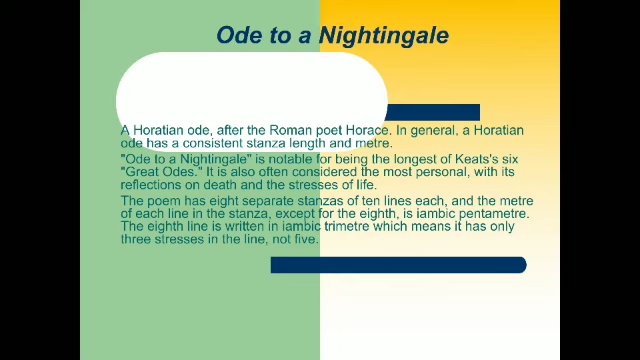 Ode to a Nightingale
A Horatian ode, after the Roman poet Horace. In general, a Horatian
ode has a consistent stanza length and metre.
"Ode to a Nightingale" is notable for being the longest of Keats's six
"Great Odes." It is also often considered the most personal, with its
reflections on death and the stresses of life.
The poem has eight separate stanzas of ten lines each, and the metre
of each line in the stanza, except for the eighth, is iambic pentametre.
The eighth line is written in iambic trimetre which means it has only
three stresses in the line, not five.